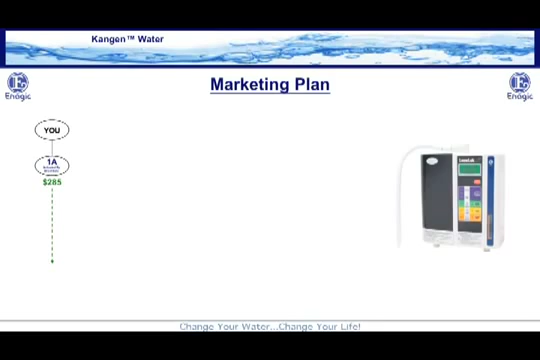 Kangen™ Water
Marketing Plan
Enagic
Enagic
YOU
1A
$285
Change Your Water...Change Your Life!